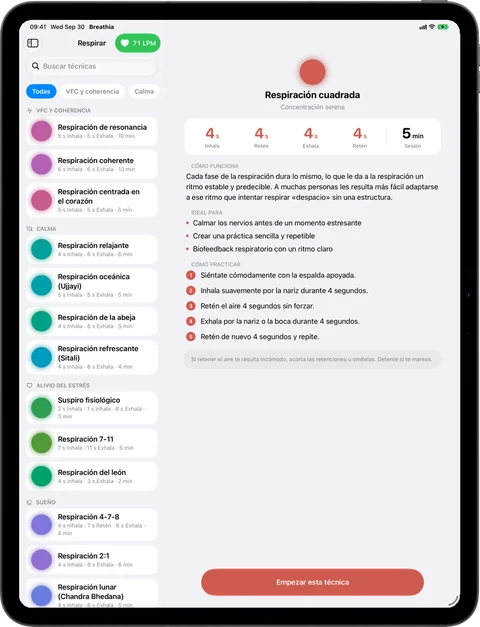 09:41 Wed Sep 30 Breathia
Respirar
71 LPM
Buscar técnicas
Todas
VFC y coherencia
Calma
VFC Y COHERENCIA
Respiración de resonancia
5 s Inhala · 5 s Exhala · 10 min
Respiración coherente
6 s Inhala · 6 s Exhala · 10 min
Respiración centrada en
el corazón
5 s Inhala · 5 s Exhala · 5 min
CALMA
Respiración relajante
4 s Inhala · 6 s Exhala · 8 min
Respiración oceánica
(Ujjayi)
5 s Inhala · 5 s Exhala · 5 min
Respiración de la abeja
4 s Inhala · 6 s Exhala · 5 min
Respiración refrescante
(Sitali)
4 s Inhala · 6 s Exhala · 4 min
ALIVIO DEL ESTRÉS
Suspiro fisiológico
2 s Inhala · 1 s Inhala · 6 s Exhala ·
3 min
Respiración 7-11
7 s Inhala · 11 s Exhala · 5 min
Respiración del león
4 s Inhala · 3 s Exhala · 2 min
SUEÑO
Respiración 4-7-8
4 s Inhala · 7 s Retén · 8 s Exhala ·
4 min
Respiración 2:1
4 s Inhala · 8 s Exhala · 8 min
Respiración lunar
(Chandra Bhedana)
4 s Inhala · 6 s Exhala · 5 min
Respiración cuadrada
Concentración serena
4 s
Inhala
4 s
Retén
4 s
Exhala
4 s
Retén
5 min
Sesión
CÓMO FUNCIONA
Cada fase de la respiración dura lo mismo, lo que le da a la respiración un
ritmo estable y predecible. A muchas personas les resulta más fácil adaptarse
a ese ritmo que intentar respirar «despacio» sin una estructura.
IDEAL PARA
Calmar los nervios antes de un momento estresante
Crear una práctica sencilla y repetible
Biofeedback respiratorio con un ritmo claro
CÓMO PRACTICAR
1 Siéntate cómodamente con la espalda apoyada.
2 Inhala suavemente por la nariz durante 4 segundos.
3 Retén el aire 4 segundos sin forzar.
4 Exhala por la nariz o la boca durante 4 segundos.
5 Retén de nuevo 4 segundos y repite.
Si retener el aire te resulta incómodo, acorta las retenciones u omítelas. Detente si te mareas.
Empezar esta técnica